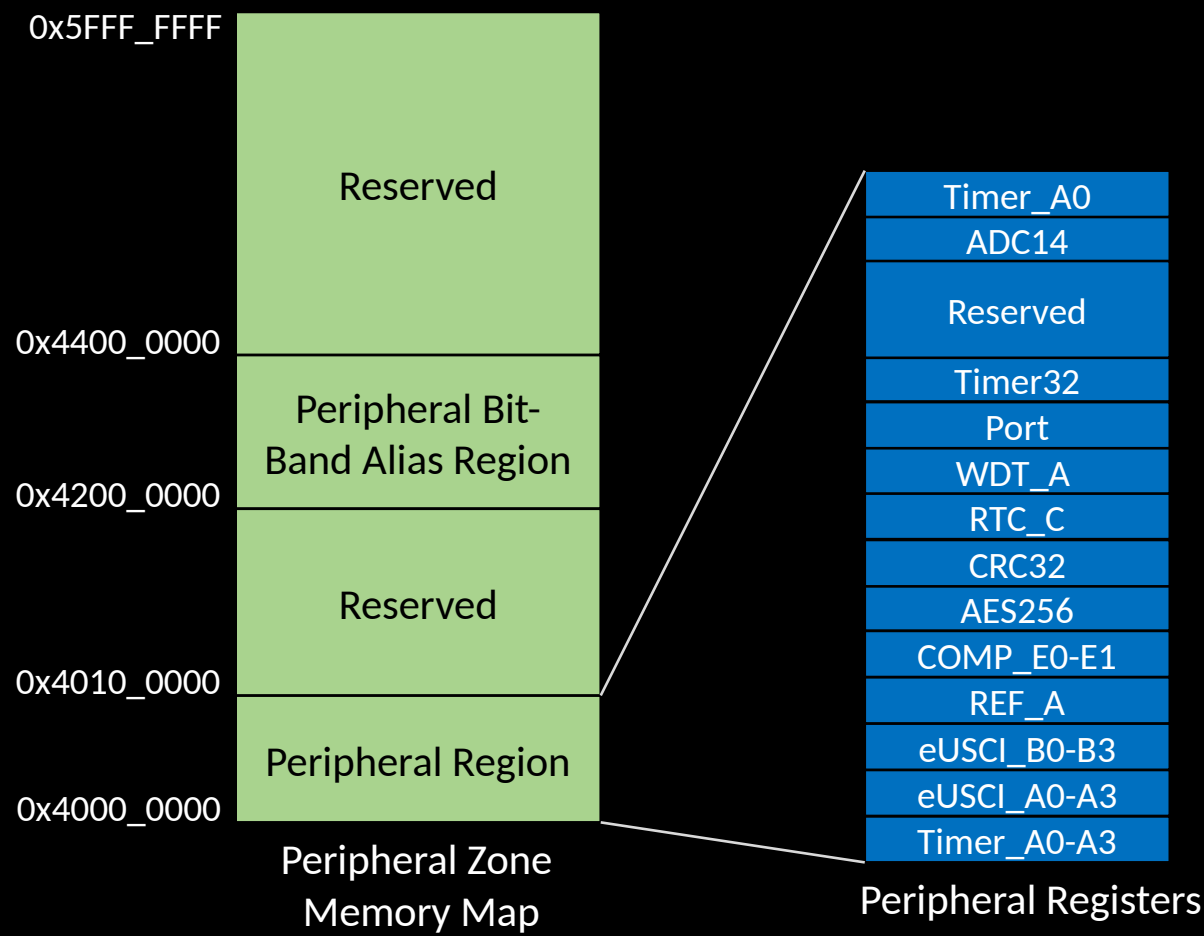 0x5FFF_FFFF
Reserved
0x4400_0000
Peripheral Bit-
Band Alias Region
0x4200_0000
Reserved
0x4010_0000
Peripheral Region
0x4000_0000
Peripheral Zone
Memory Map
Timer_A0
ADC14
Reserved
Timer32
Port
WDT_A
RTC_C
CRC32
AES256
COMP_E0-E1
REF_A
eUSCI_B0-B3
eUSCI_A0-A3
Timer_A0-A3
Peripheral Registers